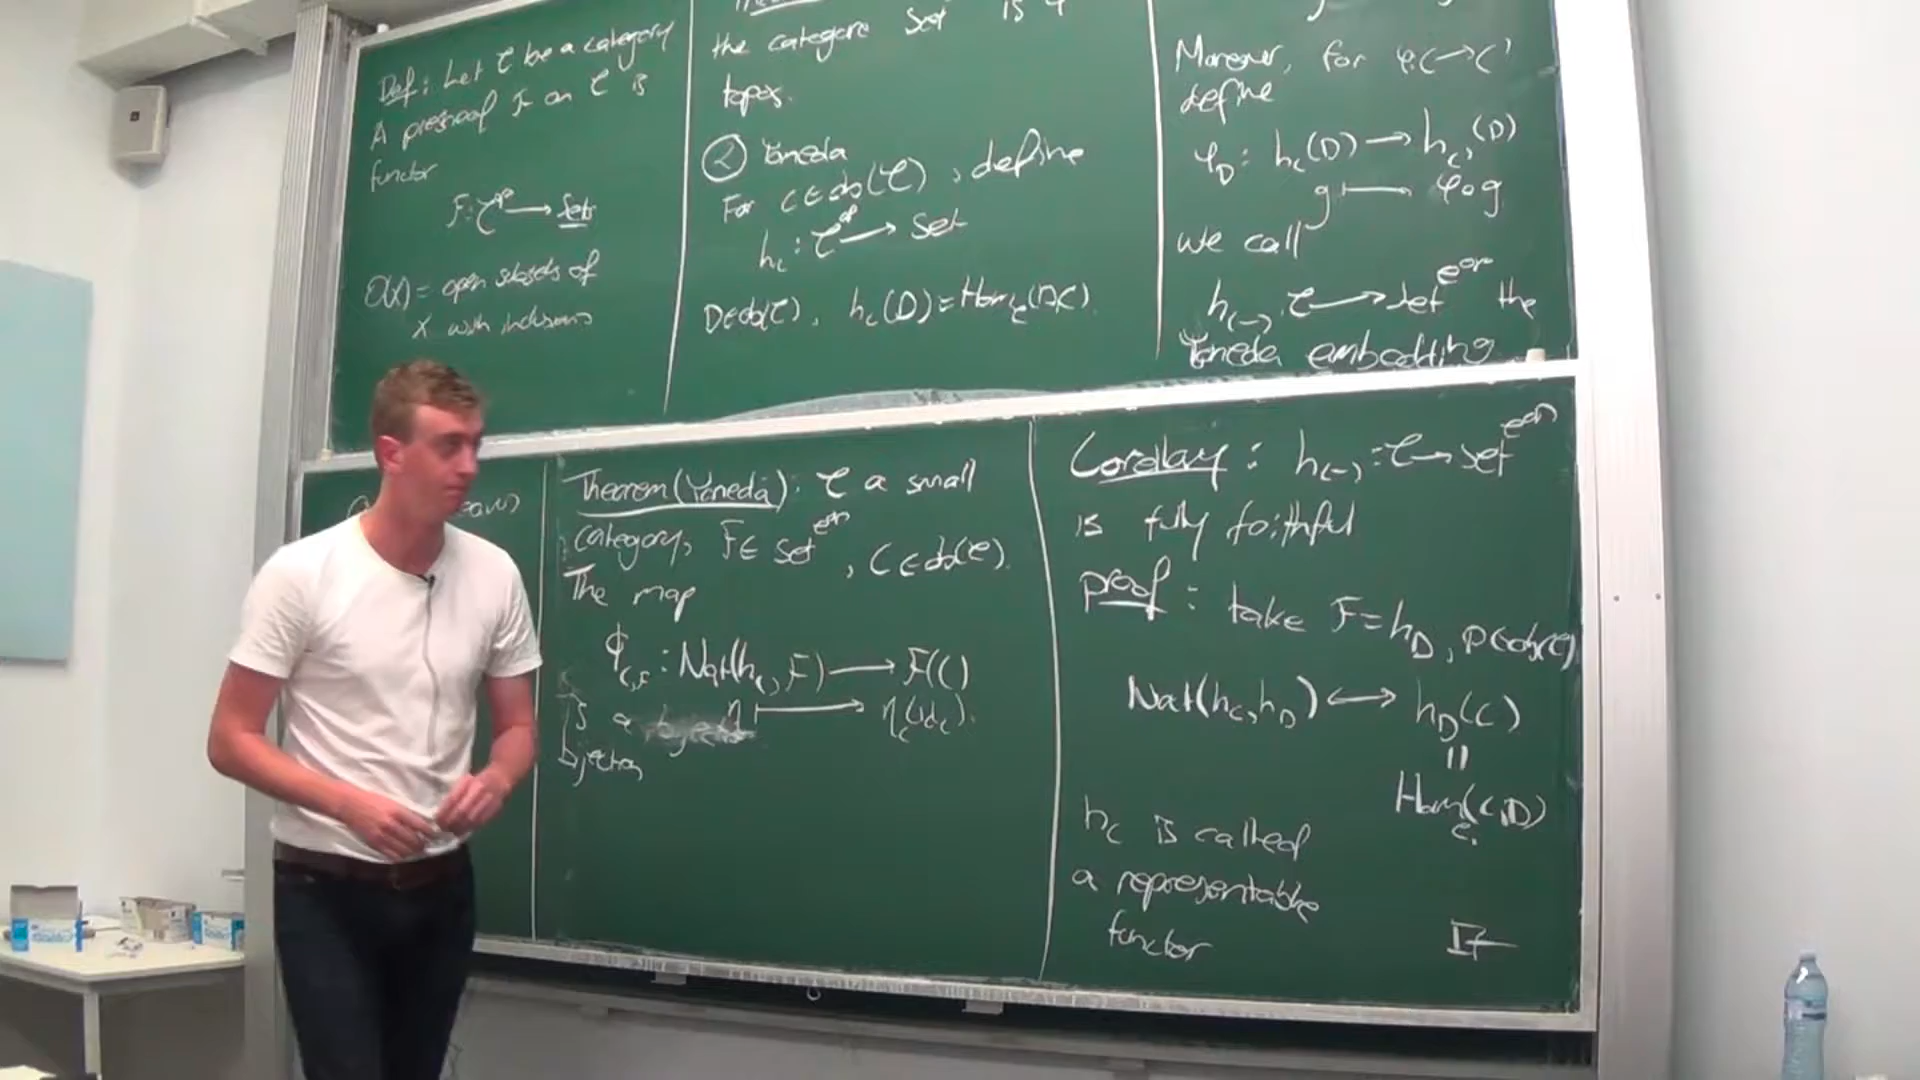 Def: Let C be a category
A presheaf F on C is
functor
F: C^op → Sets
O(X) = open subsets of
X with inclusions
the category Set is a
topos.
② Yoneda
For C ∈ ob(C), define
h_C : C^op → Set
D ∈ ob(C), h_C(D) = Hom_C(D,C).
Moreover, for φ: C → C'
define
φ_D : h_C(D) → h_C'(D)
g ↦ φ∘g
we call
h_(-) : C → Set^C^op the
Yoneda embedding
Theorem (Yoneda): C a small
category, F ∈ Set^C^op, C ∈ ob(C).
The map
Φ_C,F : Nat(h_C, F) → F(C)
η ↦ η_C(id_C).
is a
bijection
Corollary: h_(-) : C → Set^C^op
is fully faithful
proof: take F = h_D, D ∈ ob(C)
Nat(h_C, h_D) ↔ h_D(C)
||
Hom_C(C,D)
h_C is called
a representable
functor